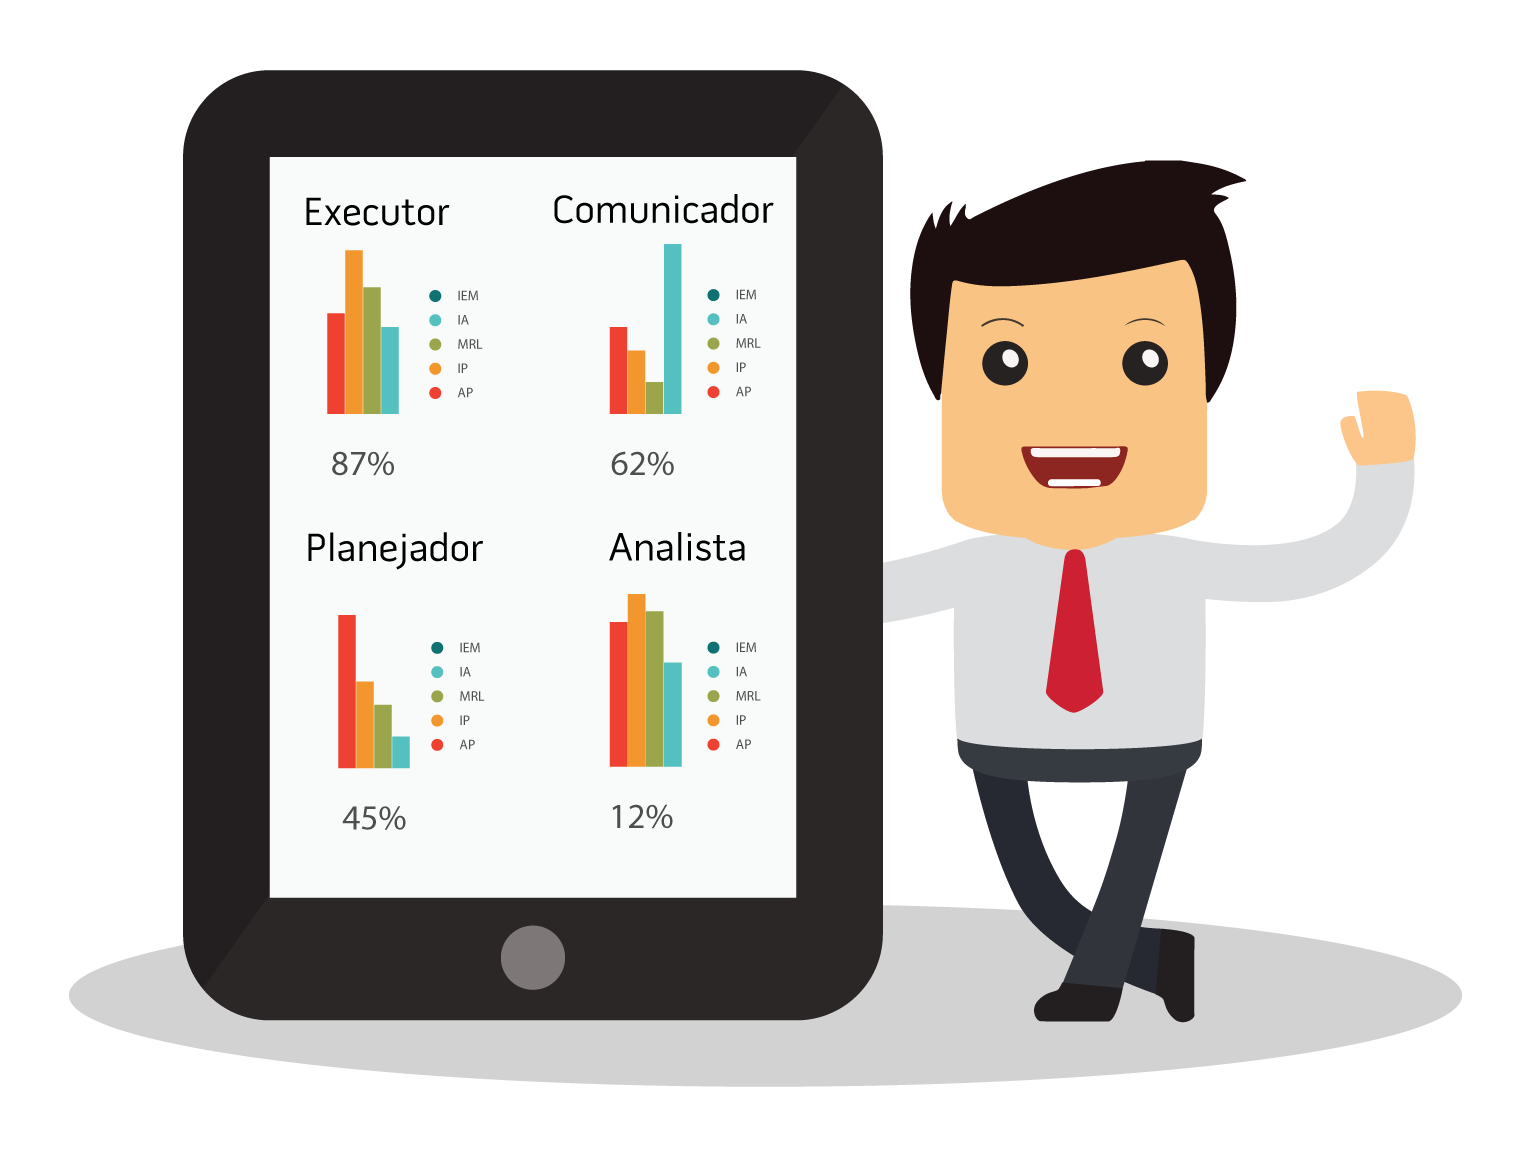 Executor
IEM
IA
MRL
IP
AP
87%
Comunicador
IEM
IA
MRL
IP
AP
62%
Planejador
IEM
IA
MRL
IP
AP
45%
Analista
IEM
IA
MRL
IP
AP
12%